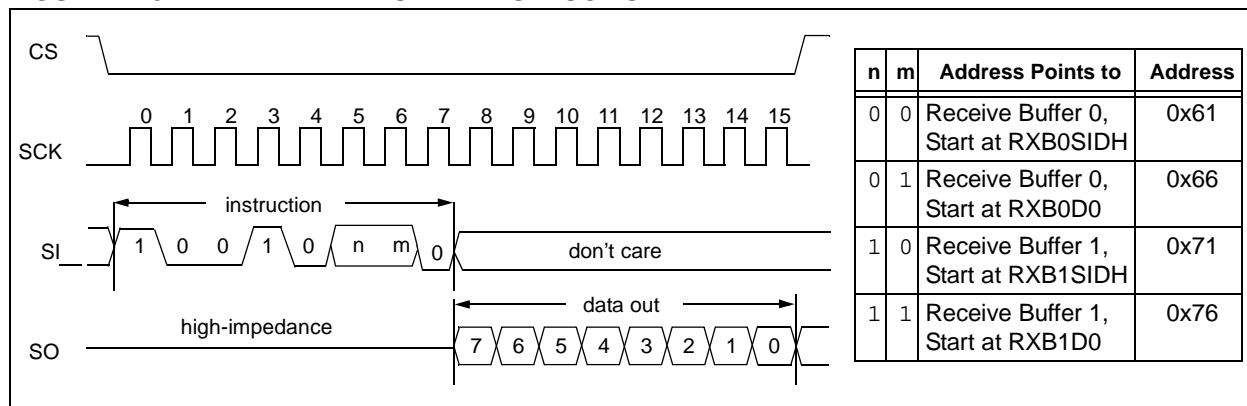 CS
0 1 2 3 4 5 6 7 8 9 10 11 12 13 14 15
SCK
instruction
SI
1 0 0 1 0 n m 0
don't care
data out
high-impedance
SO
7 6 5 4 3 2 1 0
n m Address Points to Address
0 0 Receive Buffer 0, 0x61
Start at RXB0SIDH
0 1 Receive Buffer 0, 0x66
Start at RXB0D0
1 0 Receive Buffer 1, 0x71
Start at RXB1SIDH
1 1 Receive Buffer 1, 0x76
Start at RXB1D0